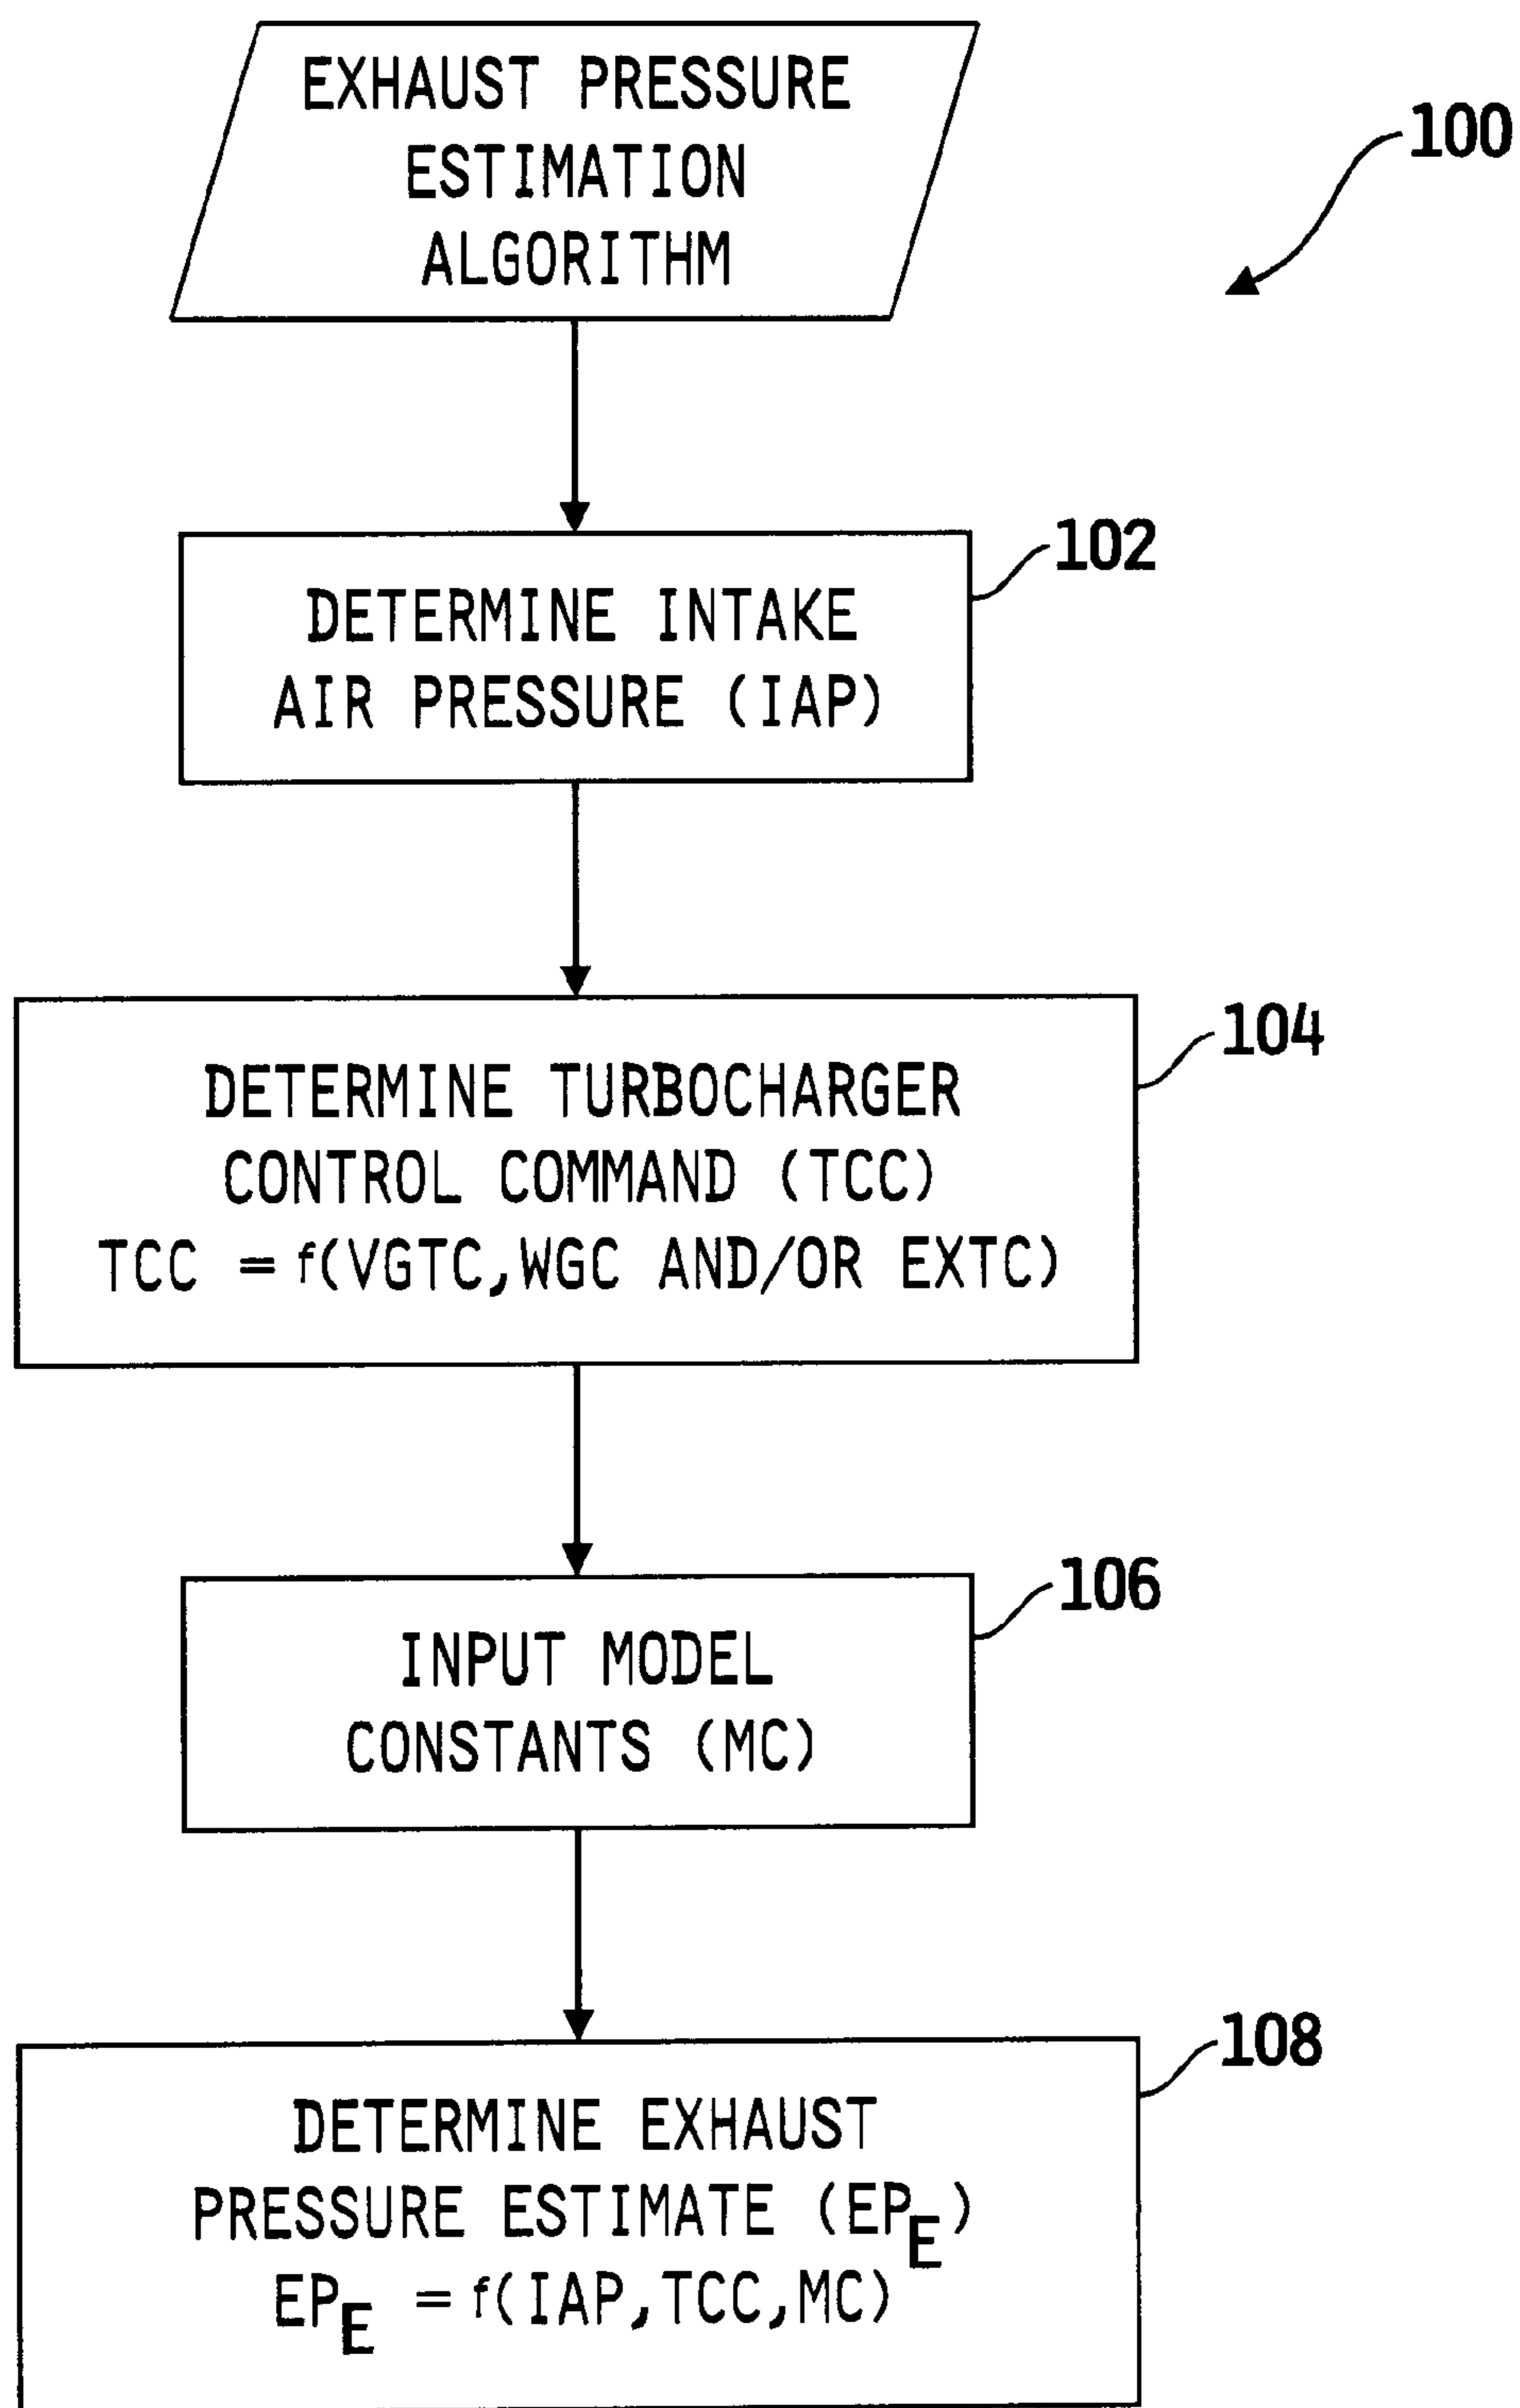 EXHAUST PRESSURE
ESTIMATION
ALGORITHM
100
102
DETERMINE INTAKE
AIR PRESSURE (IAP)
104
DETERMINE TURBOCHARGER
CONTROL COMMAND (TCC)
TCC = f(VGTC,WGC AND/OR EXTC)
106
INPUT MODEL
CONSTANTS (MC)
108
DETERMINE EXHAUST
PRESSURE ESTIMATE (EPE)
EPE = f(IAP,TCC,MC)